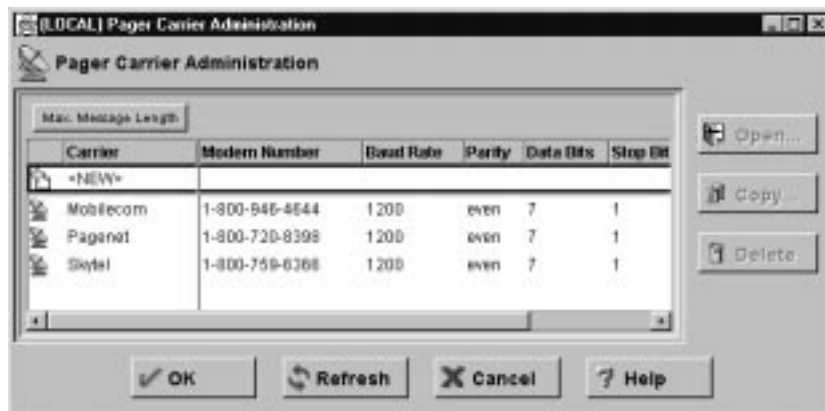 (LOCAL) Pager Carrier Administration
Pager Carrier Administration
Max. Message Length
Carrier Modem Number Baud Rate Parity Data Bits Stop Bit
<NEW>
Mobilecom 1-800-946-4644 1200 even 7 1
Pagenet 1-800-720-8398 1200 even 7 1
Skytel 1-800-759-6366 1200 even 7 1
Open...
Copy...
Delete
OK Refresh Cancel Help